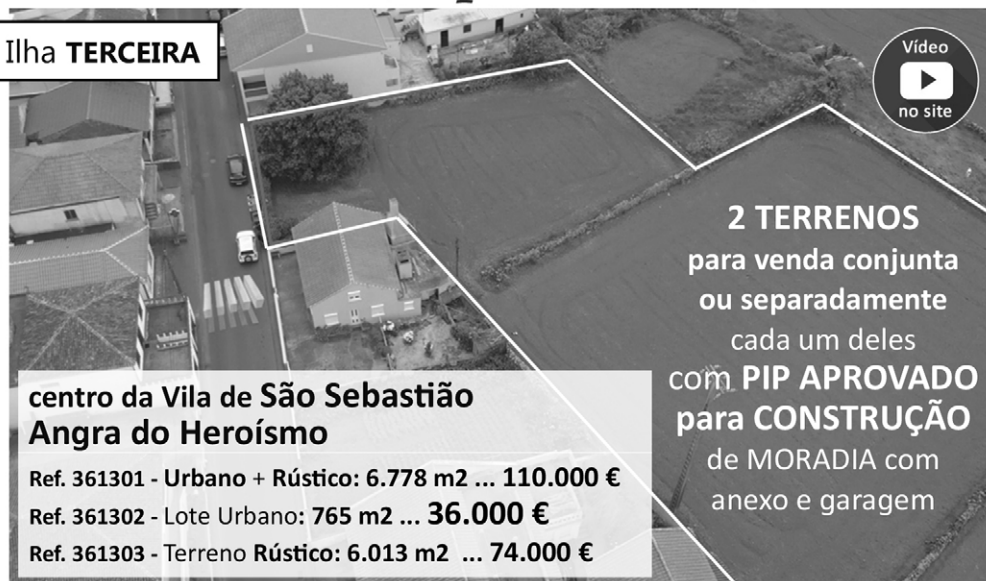 Ilha TERCEIRA
Vídeo
no site
2 TERRENOS
para venda conjunta
ou separadamente
cada um deles
com PIP APROVADO
para CONSTRUÇÃO
de MORADIA com
anexo e garagem
centro da Vila de São Sebastião
Angra do Heroísmo
Ref. 361301 - Urbano + Rústico: 6.778 m2 ... 110.000 €
Ref. 361302 - Lote Urbano: 765 m2 ... 36.000 €
Ref. 361303 - Terreno Rústico: 6.013 m2 ... 74.000 €